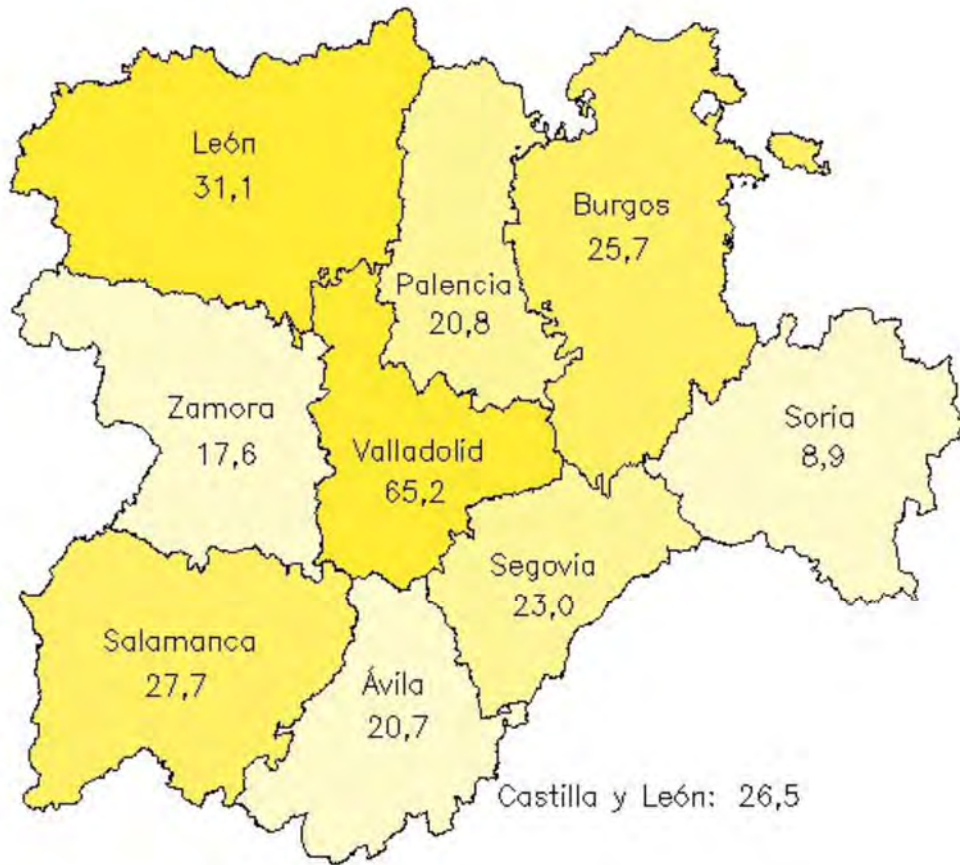 León
31,1
Burgos
25,7
Palencia
20,8
Zamora
17,6
Valladolid
65,2
Soria
8,9
Segovia
23,0
Salamanca
27,7
Ávila
20,7
Castilla y León: 26,5